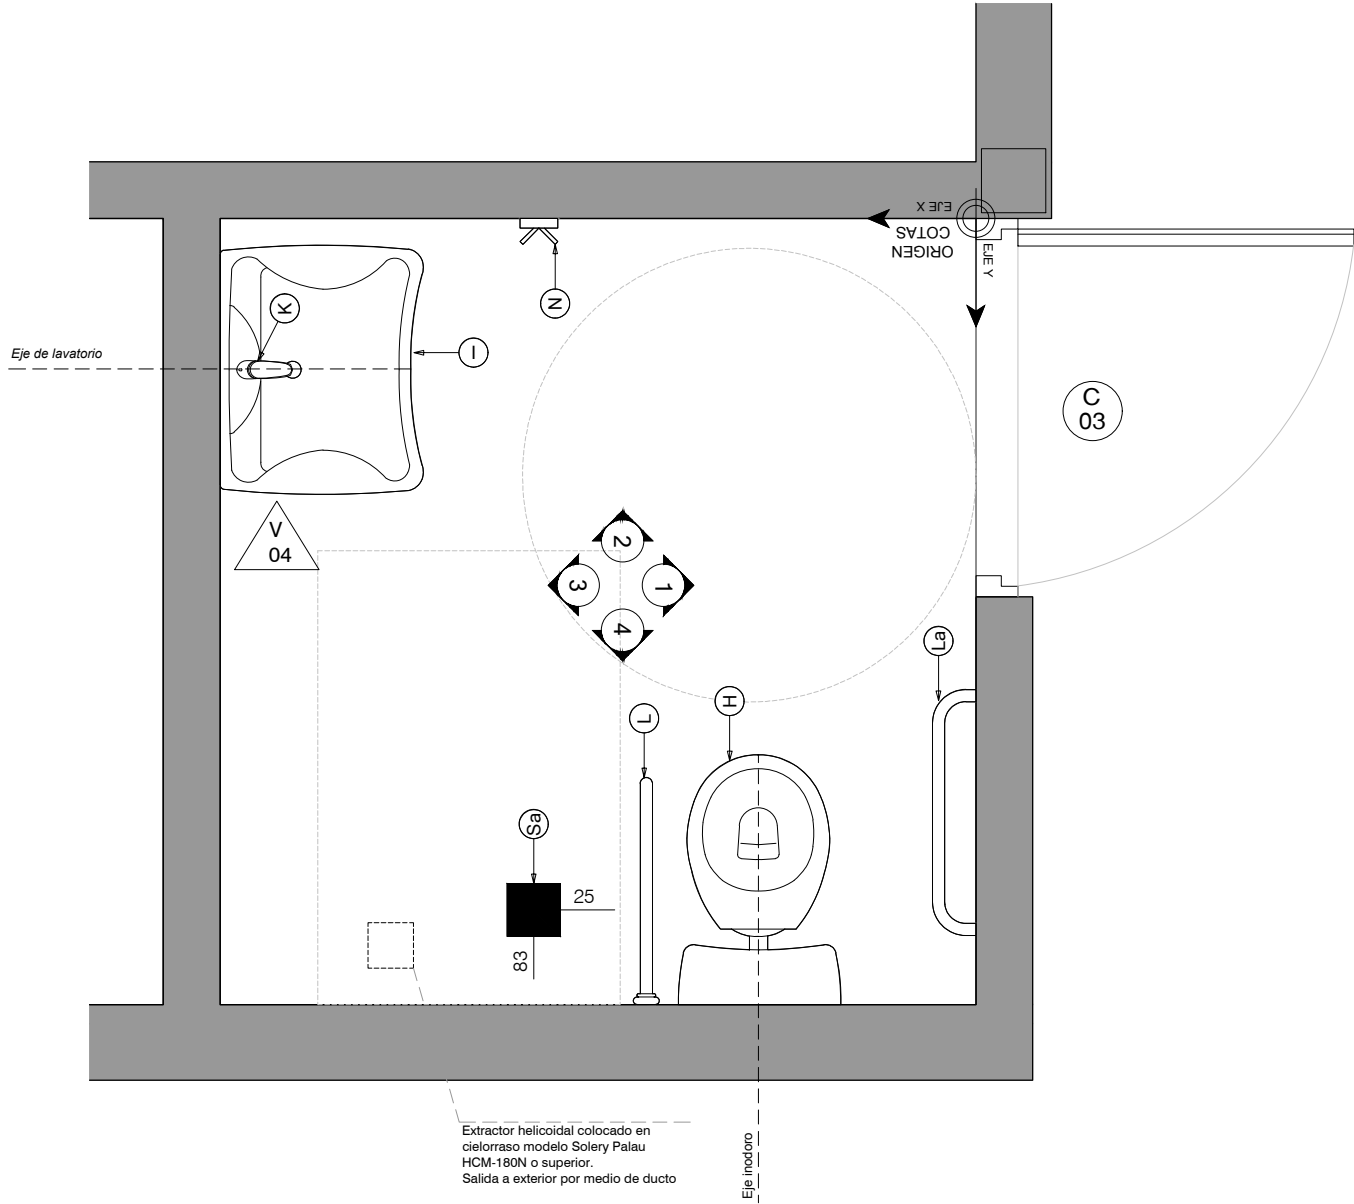 EJE X
ORIGEN
COTAS
EJE Y
N
K
I
Eje de lavatorio
C
03
V
04
2
3
1
4
La
L
H
Sa
25
83
Extractor helicoidal colocado en
cielorraso modelo Solery Palau
HCM-180N o superior.
Salida a exterior por medio de ducto
Eje inodoro